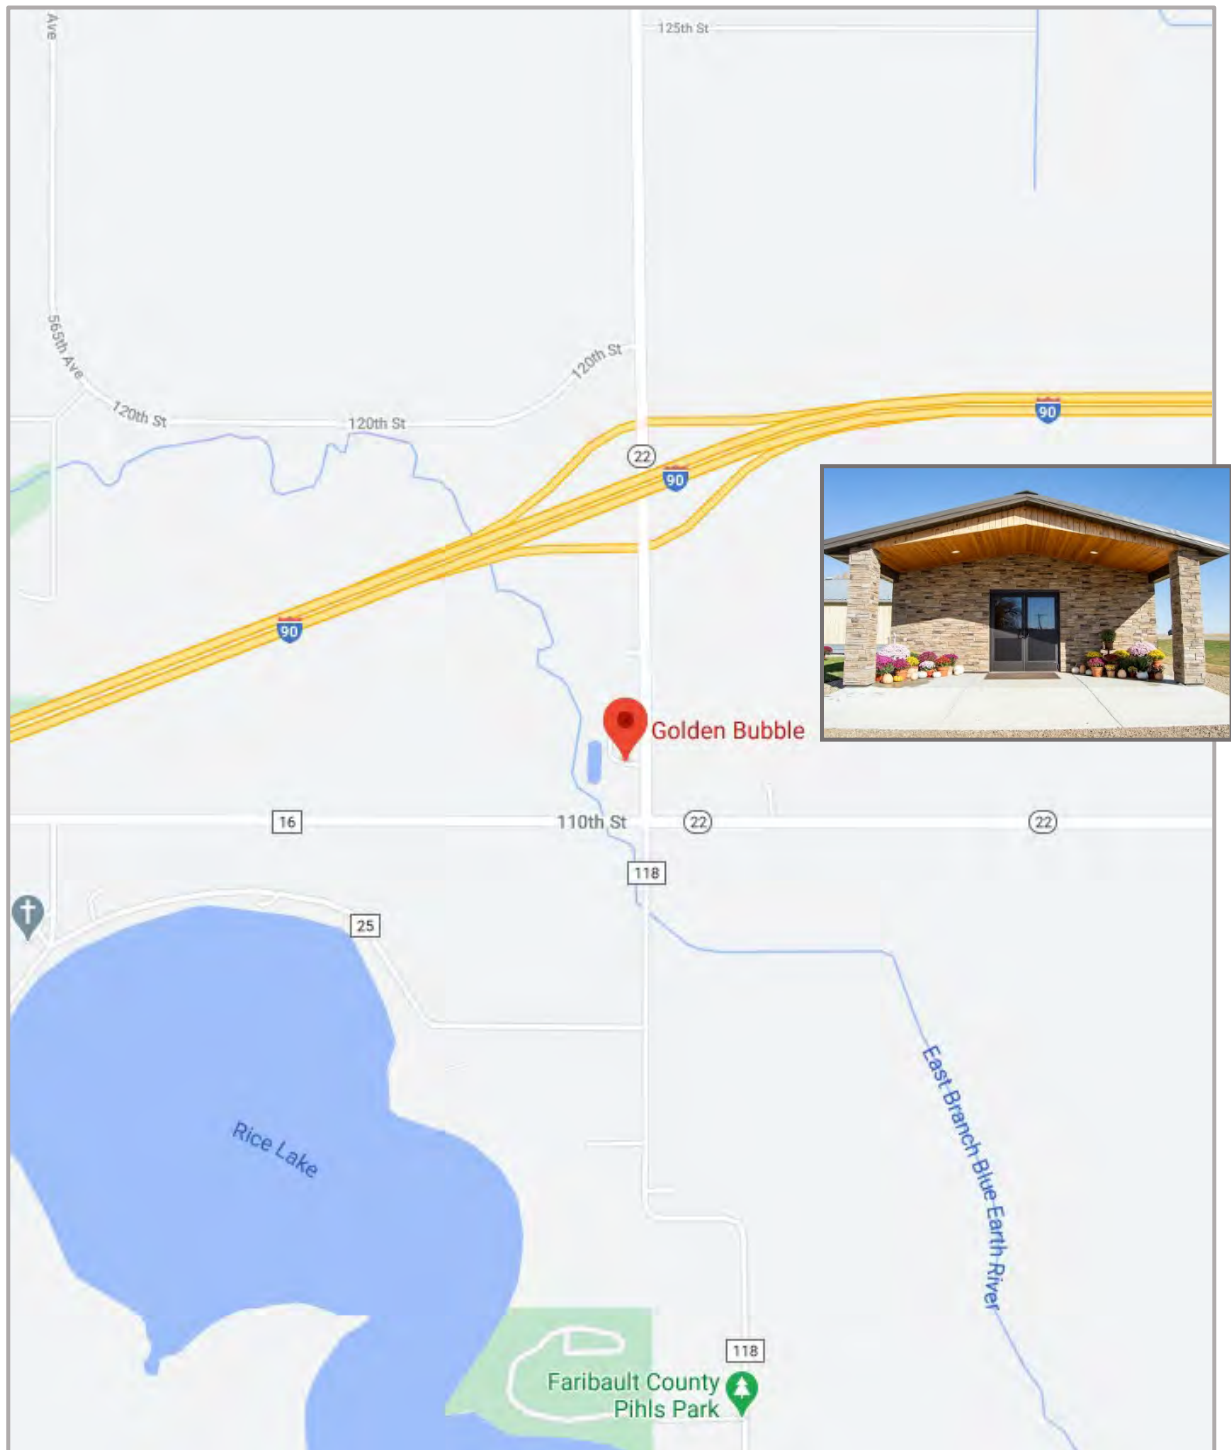 Ave
125th St
565th Ave
120th St
120th St
120th St
90
22
90
90
Golden Bubble
16
110th St
22
22
118
25
Rice Lake
East Branch Blue Earth River
118
Faribault County
Pihls Park